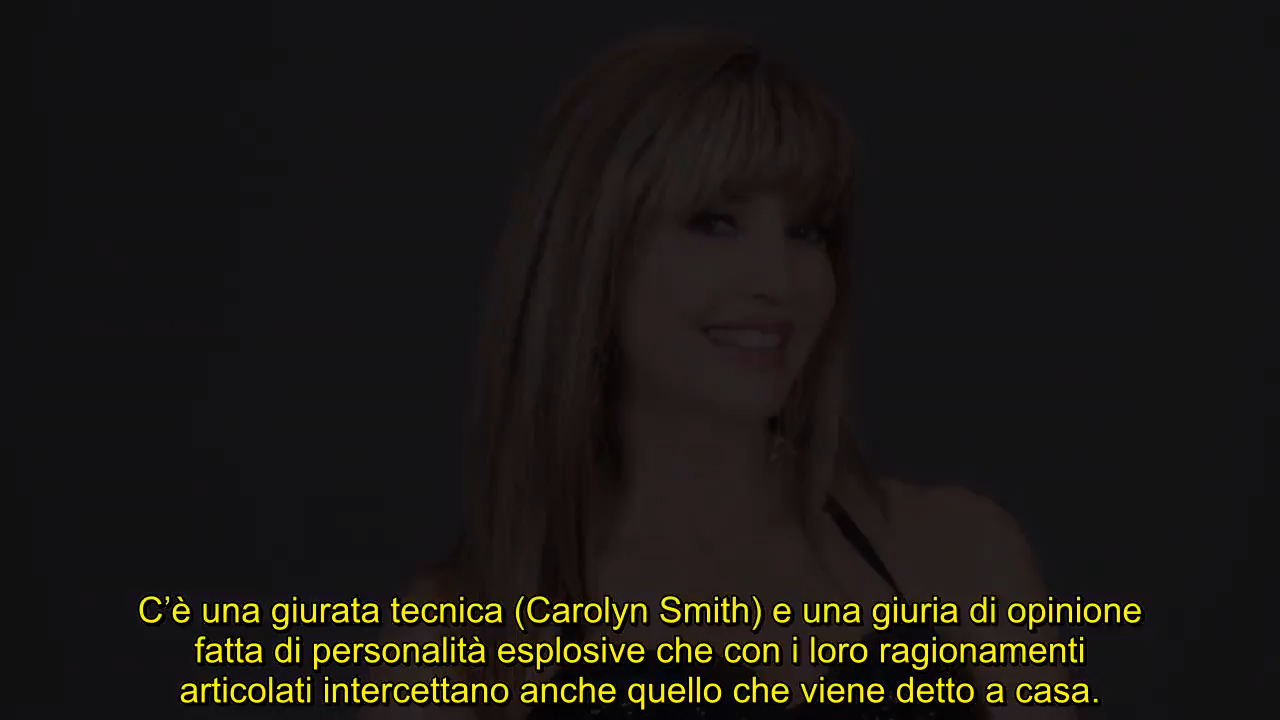 C’è una giurata tecnica (Carolyn Smith) e una giuria di opinione
fatta di personalità esplosive che con i loro ragionamenti
articolati intercettano anche quello che viene detto a casa.